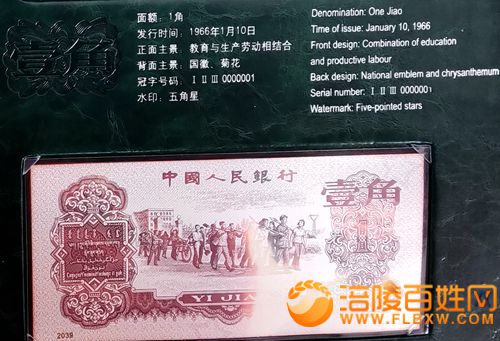 面额：1角
发行时间：1966年1月10日
正面主景：教育与生产劳动相结合
背面主景：国徽、菊花
冠字号码：Ⅰ Ⅱ Ⅲ 0000001
水印：五角星
Denomination: One Jiao
Time of issue: January 10, 1966
Front design: Combination of education
and productive labour
Back design: National emblem and chrysanthemum
Serial number: Ⅰ Ⅱ Ⅲ 0000001
Watermark: Five-pointed stars
壹角
中國人民銀行
壹角
YI JIA
2039
涪陵百姓网
WWW.FLEXW.COM